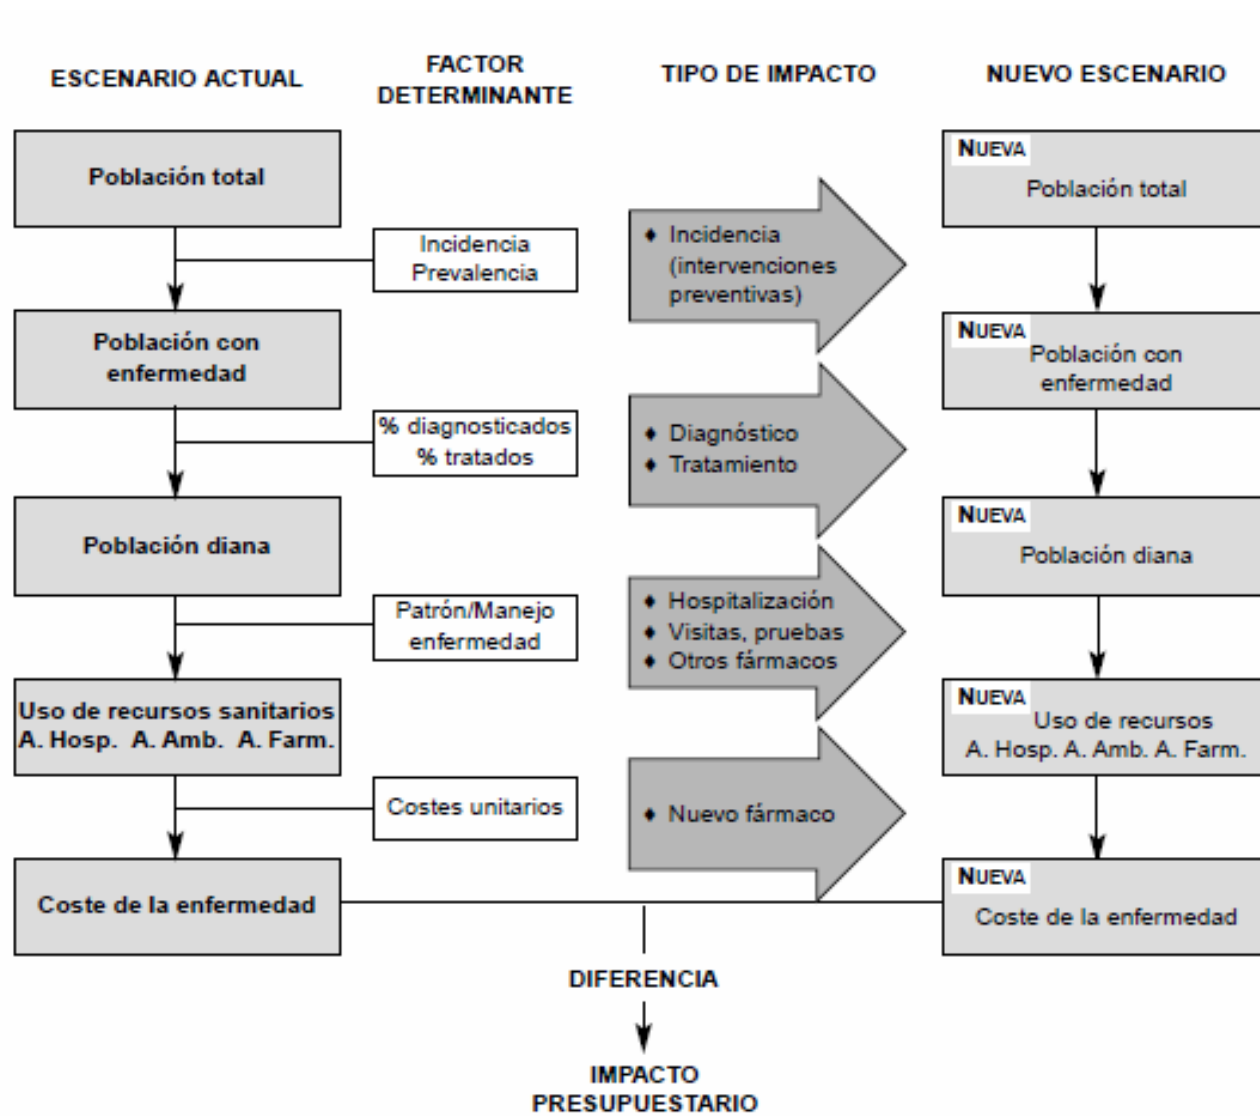 ESCENARIO ACTUAL
FACTOR
DETERMINANTE
TIPO DE IMPACTO
NUEVO ESCENARIO
Población total
Incidencia
Prevalencia
♦ Incidencia
(intervenciones
preventivas)
NUEVA
Población total
Población con
enfermedad
% diagnosticados
% tratados
♦ Diagnóstico
♦ Tratamiento
NUEVA
Población con
enfermedad
Población diana
Patrón/Manejo
enfermedad
♦ Hospitalización
♦ Visitas, pruebas
♦ Otros fármacos
NUEVA
Población diana
Uso de recursos sanitarios
A. Hosp. A. Amb. A. Farm.
Costes unitarios
♦ Nuevo fármaco
NUEVA
Uso de recursos
A. Hosp. A. Amb. A. Farm.
Coste de la enfermedad
NUEVA
Coste de la enfermedad
DIFERENCIA
IMPACTO
PRESUPUESTARIO